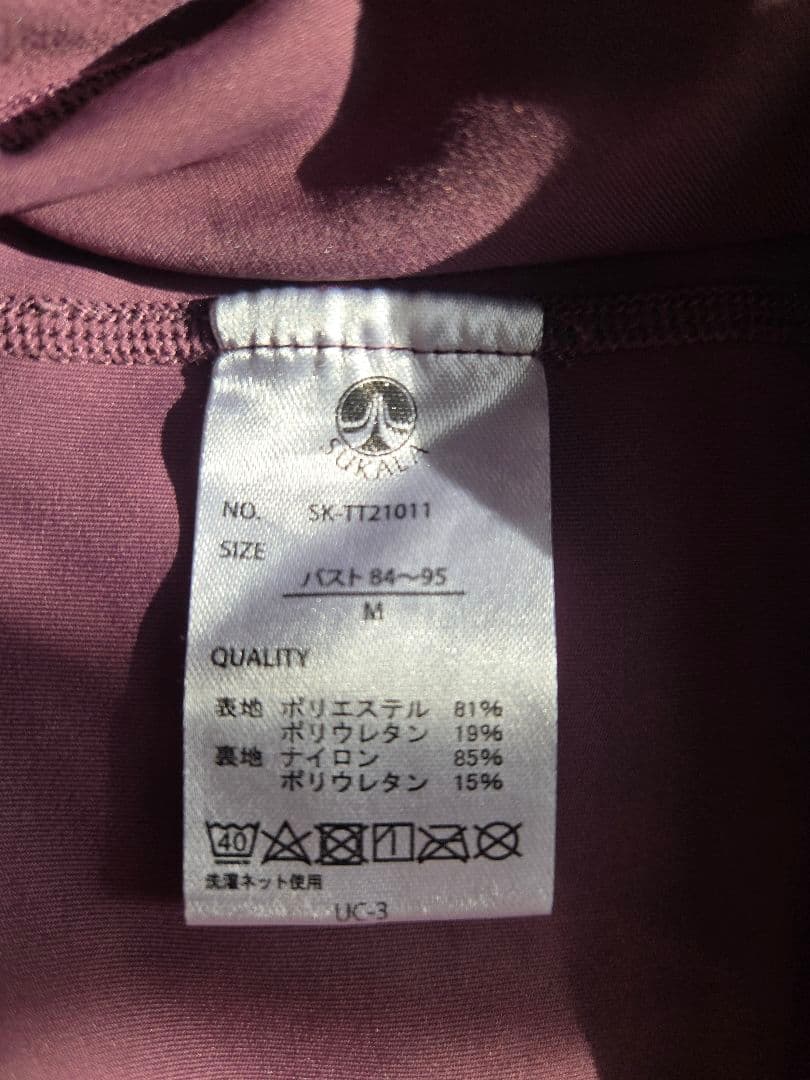 SUKALA
NO. SK-TT21011
SIZE
バスト 84〜95
M
QUALITY
表地 ポリエステル 81%
ポリウレタン 19%
裏地 ナイロン 85%
ポリウレタン 15%
40
洗濯ネット使用
UC-3